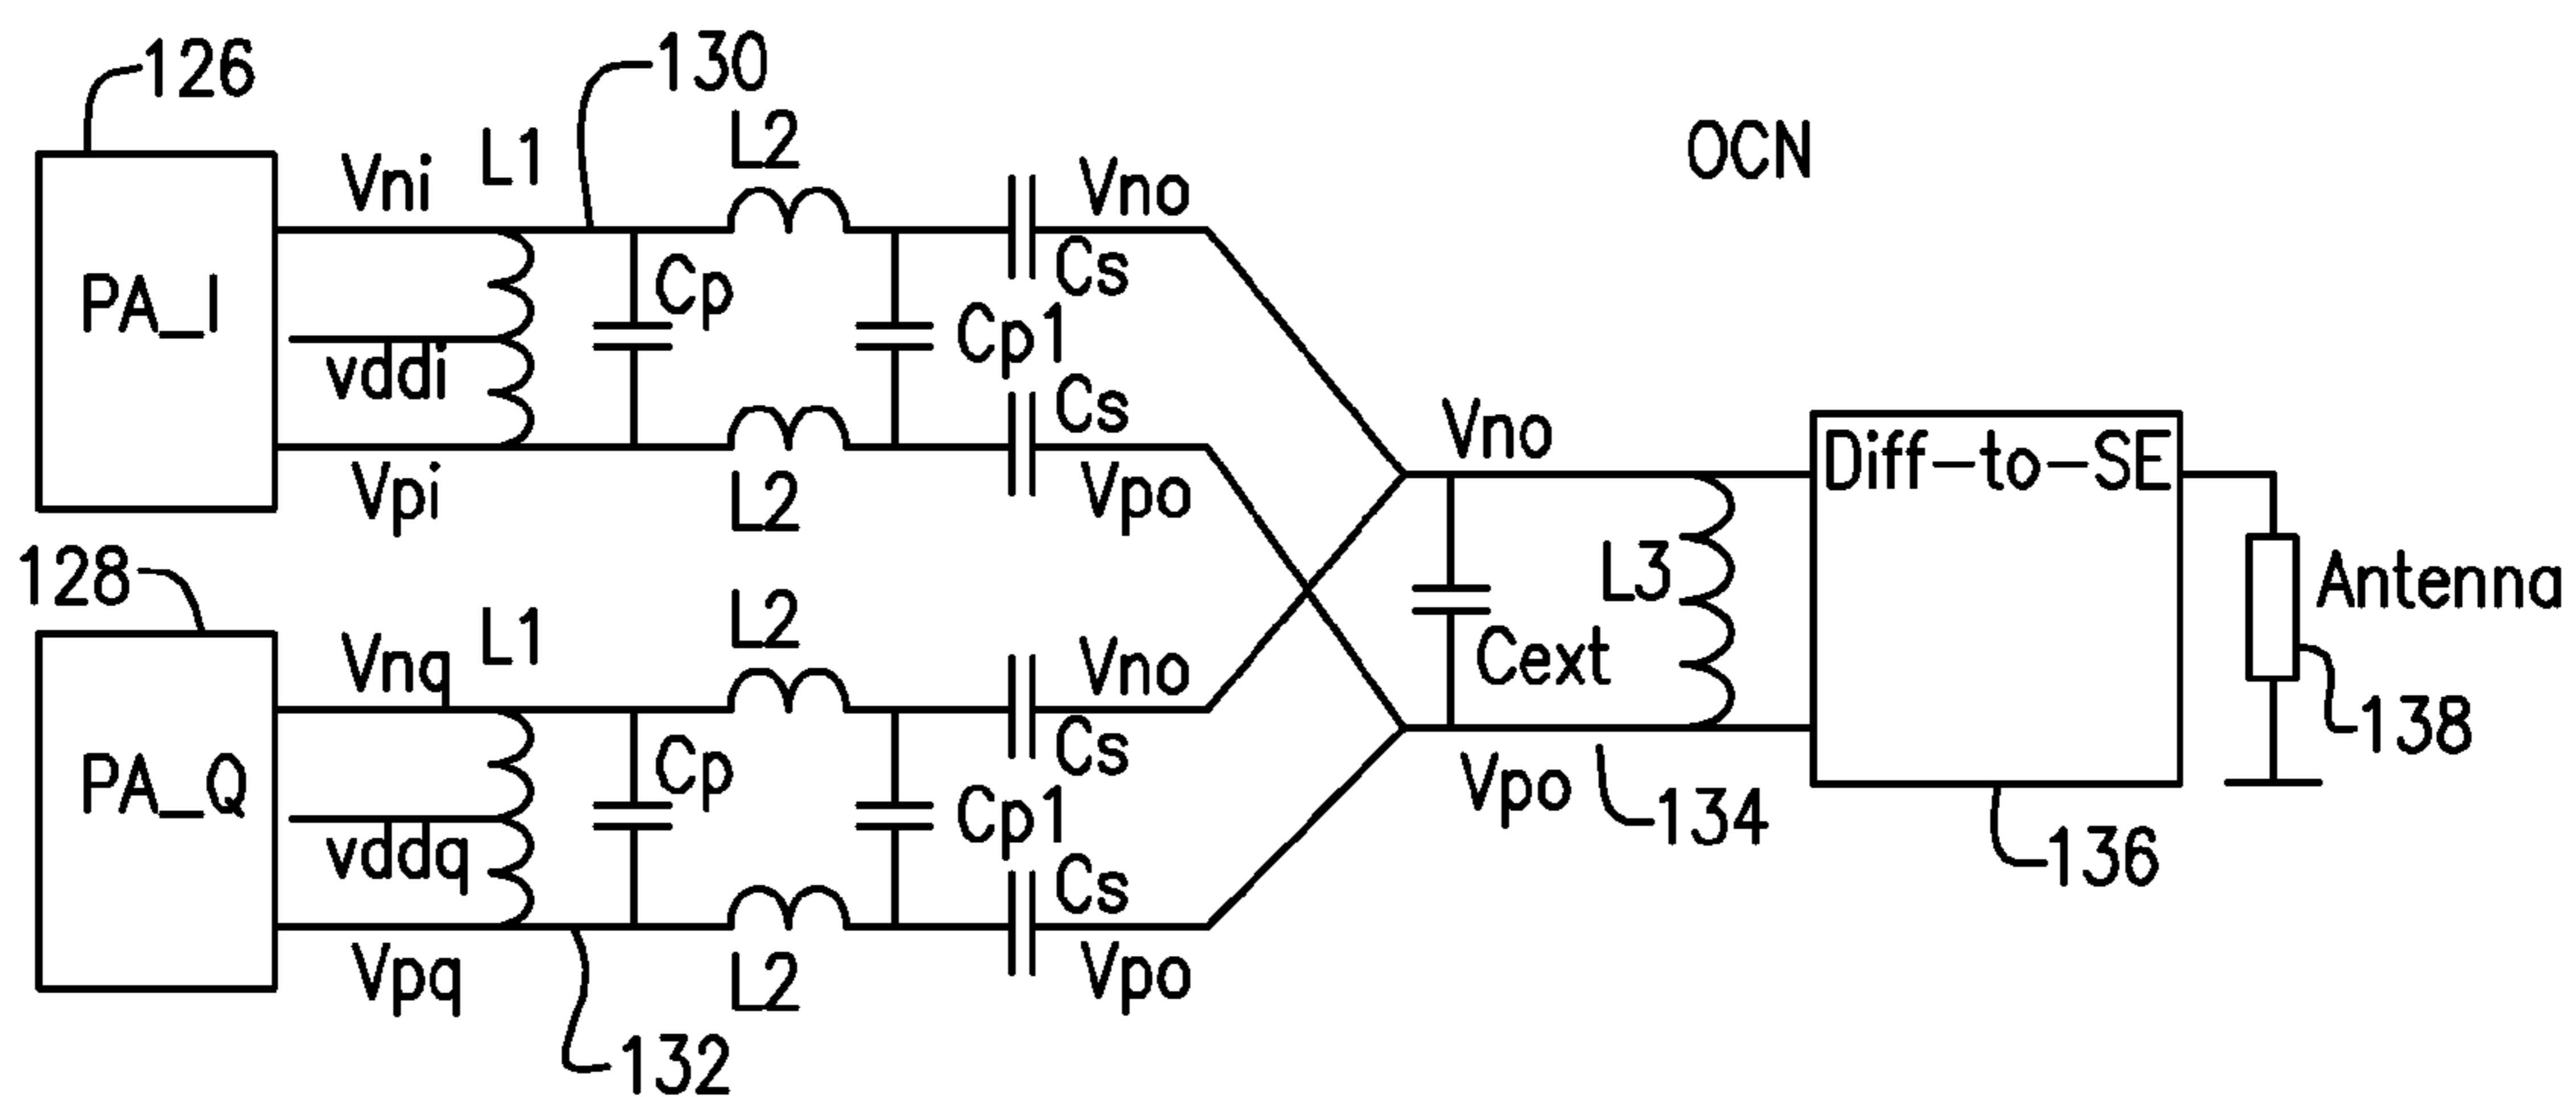 126
130
L2
OCN
Vni
L1
Vno
PA_I
Cp
Cs
vddi
Cp1
Cs
Vno
Diff-to-SE
Vpi
L2
Vpo
128
L3
Antenna
L2
Vnq
L1
Vno
Cext
138
PA_Q
Cp
Cs
Vpo
134
vddq
Cp1
136
Cs
Vpq
L2
Vpo
132